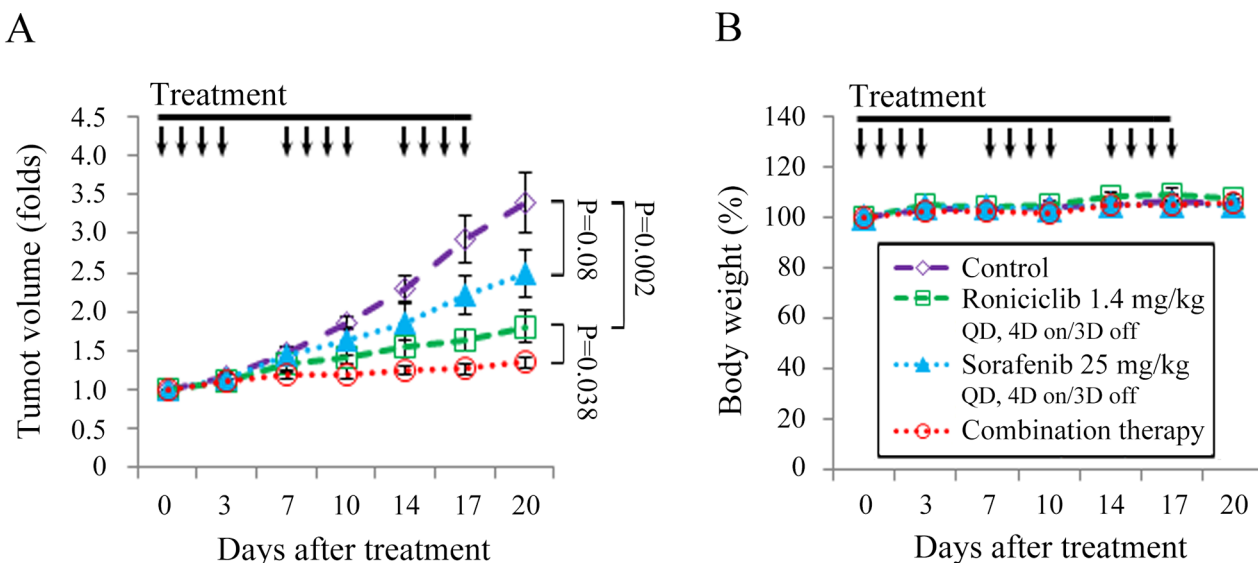 A
Treatment
4.5
4.0
3.5
3.0
2.5
2.0
1.5
1.0
0.5
0
Tumot volume (folds)
P=0.08
P=0.002
P=0.038
0 3 7 10 14 17 20
Days after treatment
B
Treatment
140
120
100
80
60
40
20
0
Body weight (%)
Control
Roniciclib 1.4 mg/kg
QD, 4D on/3D off
Sorafenib 25 mg/kg
QD, 4D on/3D off
Combination therapy
0 3 7 10 14 17 20
Days after treatment